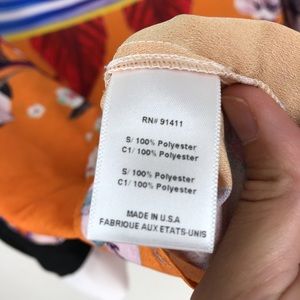 RN# 91411
S/ 100% Polyester
C1/ 100% Polyester
S/ 100% Polyester
C1/ 100% Polyester
MADE IN U.S.A
FABRIQUE AUX ETATS-UNIS